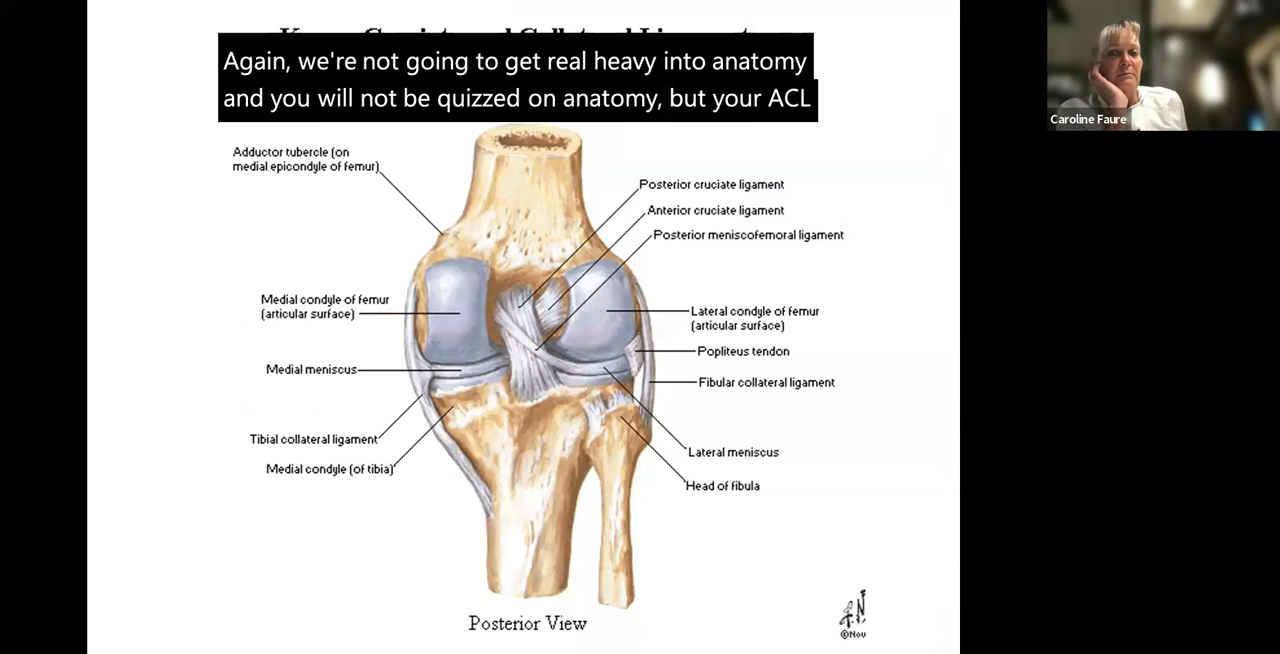 Again, we're not going to get real heavy into anatomy
and you will not be quizzed on anatomy, but your ACL
Caroline Faure
Adductor tubercle (on
medial epicondyle of femur)
Posterior cruciate ligament
Anterior cruciate ligament
Posterior meniscofemoral ligament
Medial condyle of femur
(articular surface)
Lateral condyle of femur
(articular surface)
Popliteus tendon
Medial meniscus
Fibular collateral ligament
Tibial collateral ligament
Lateral meniscus
Medial condyle (of tibia)
Head of fibula
Posterior View
©Nov